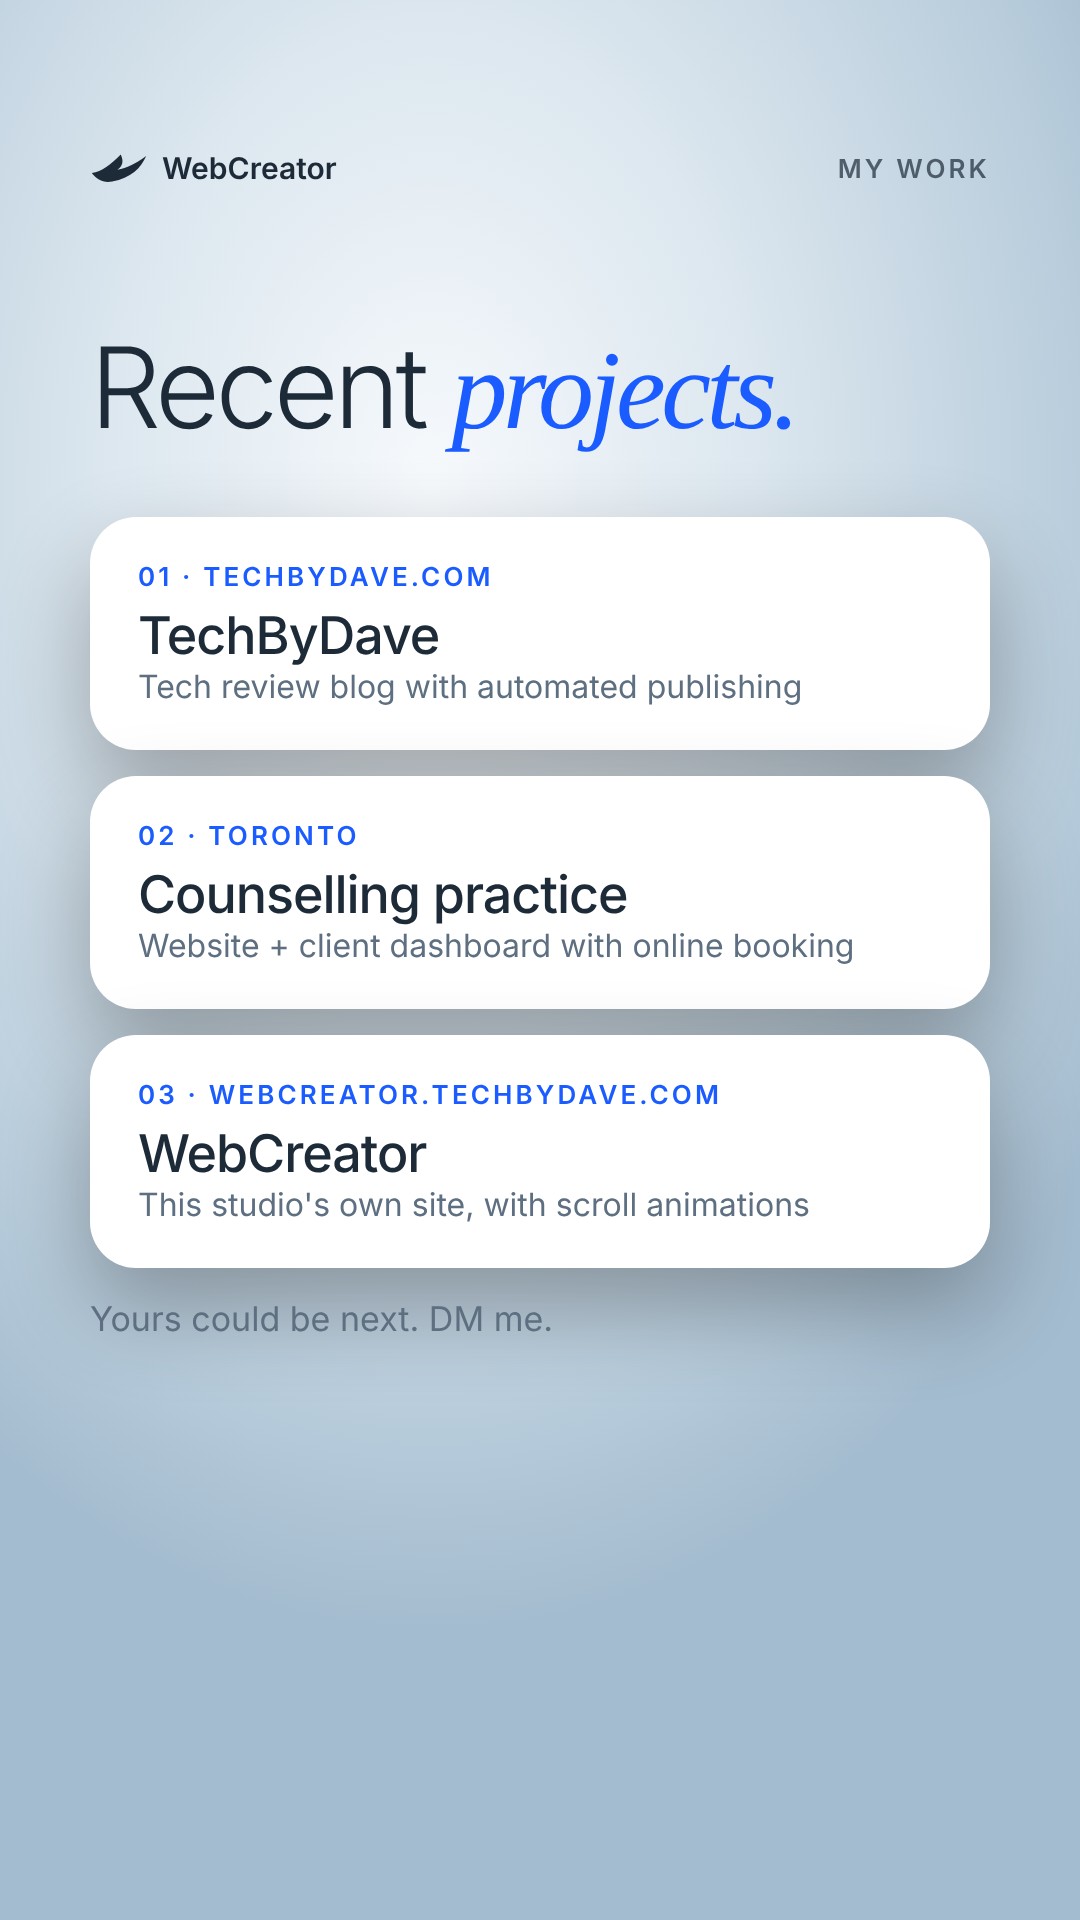 WebCreator
MY WORK
Recent projects.
01 · TECHBYDAVE.COM
TechByDave
Tech review blog with automated publishing
02 · TORONTO
Counselling practice
Website + client dashboard with online booking
03 · WEBCREATOR.TECHBYDAVE.COM
WebCreator
This studio's own site, with scroll animations
Yours could be next. DM me.